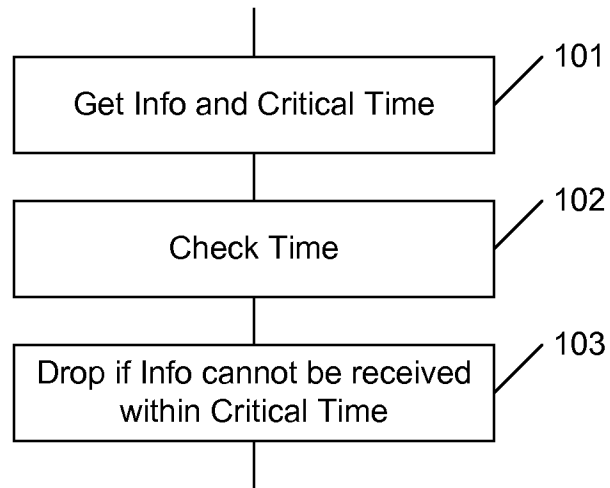 101
Get Info and Critical Time
102
Check Time
103
Drop if Info cannot be received
within Critical Time